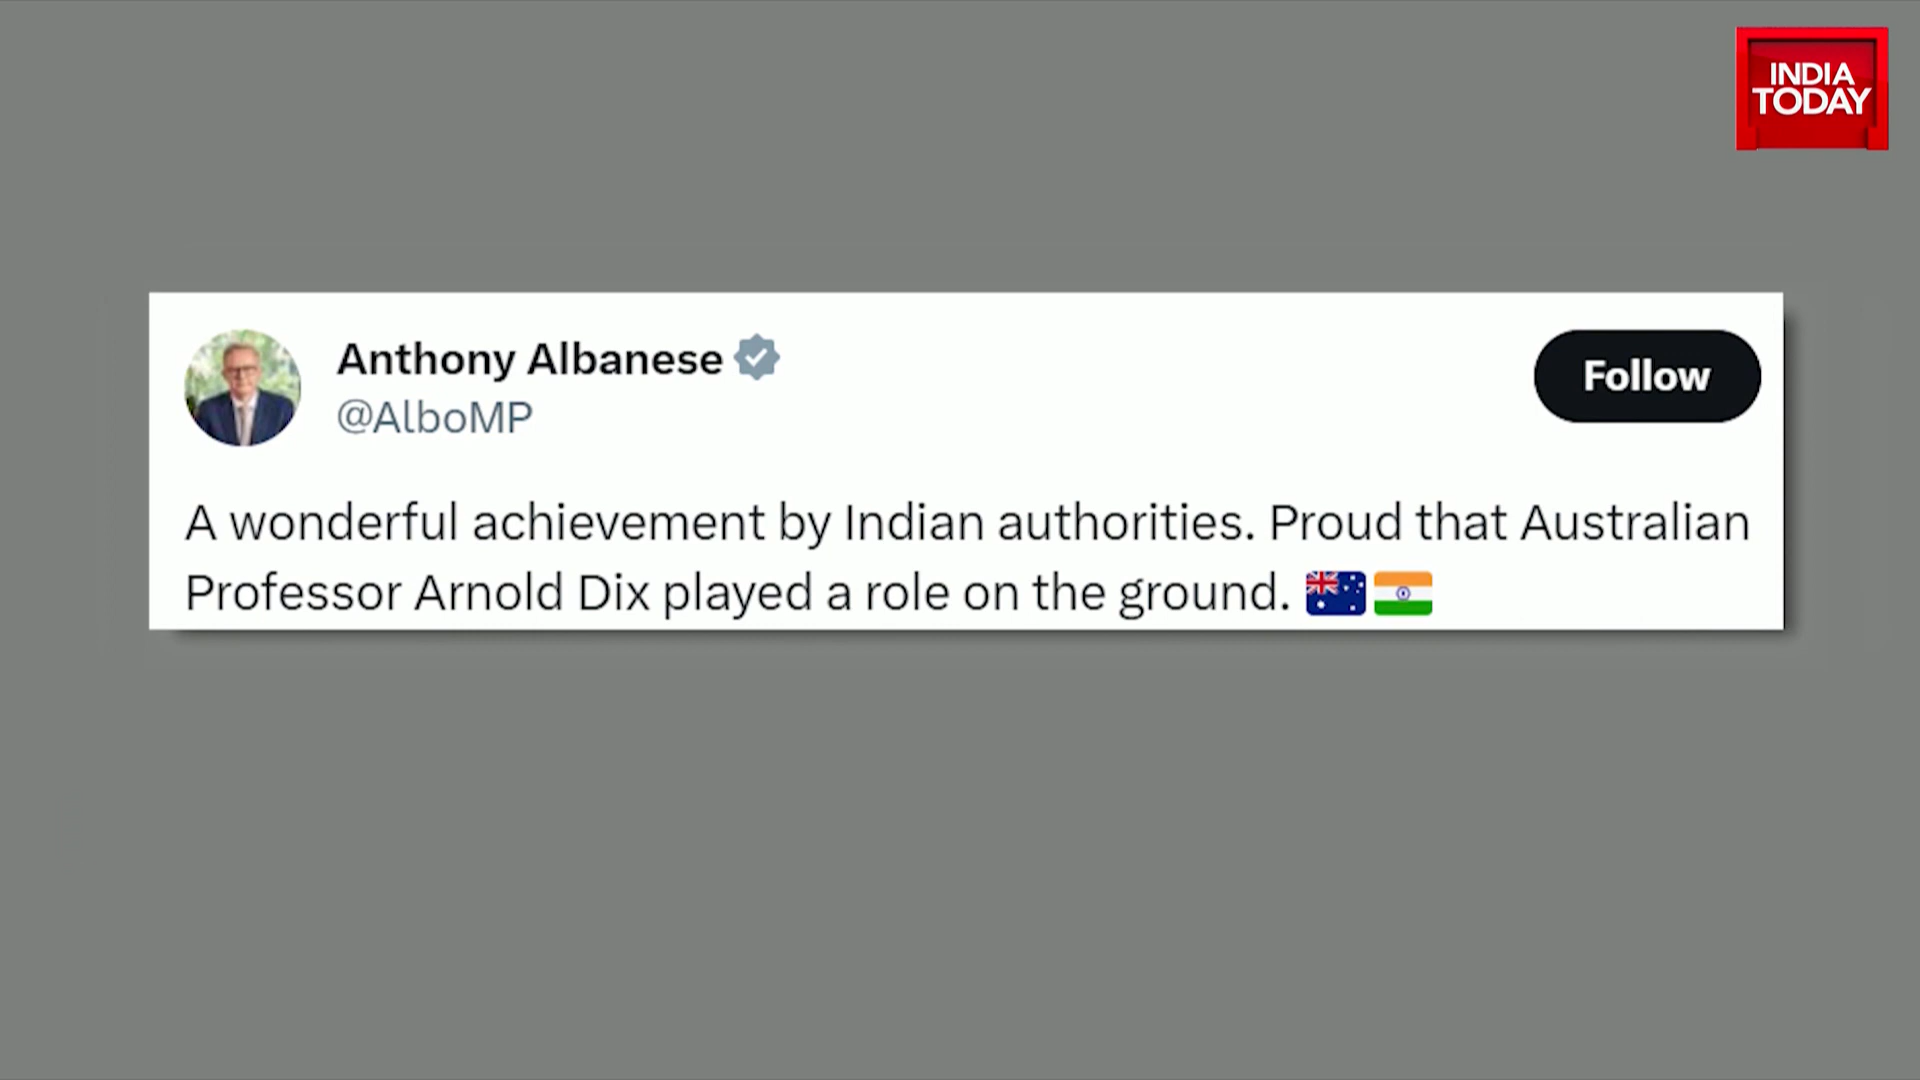 INDIA
TODAY
Anthony Albanese
@AlboMP
Follow
A wonderful achievement by Indian authorities. Proud that Australian
Professor Arnold Dix played a role on the ground. 🇦🇺 🇮🇳